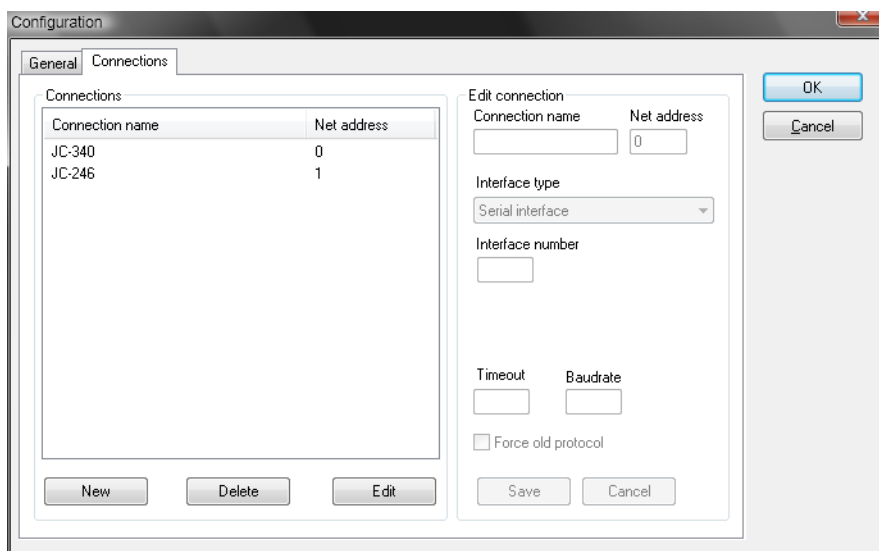 Configuration
General Connections
Connections
Connection name Net address
JC-340 0
JC-246 1
New Delete Edit
Edit connection
Connection name Net address
0
Interface type
Serial interface
Interface number
Timeout Baudrate
Force old protocol
Save Cancel
OK
Cancel